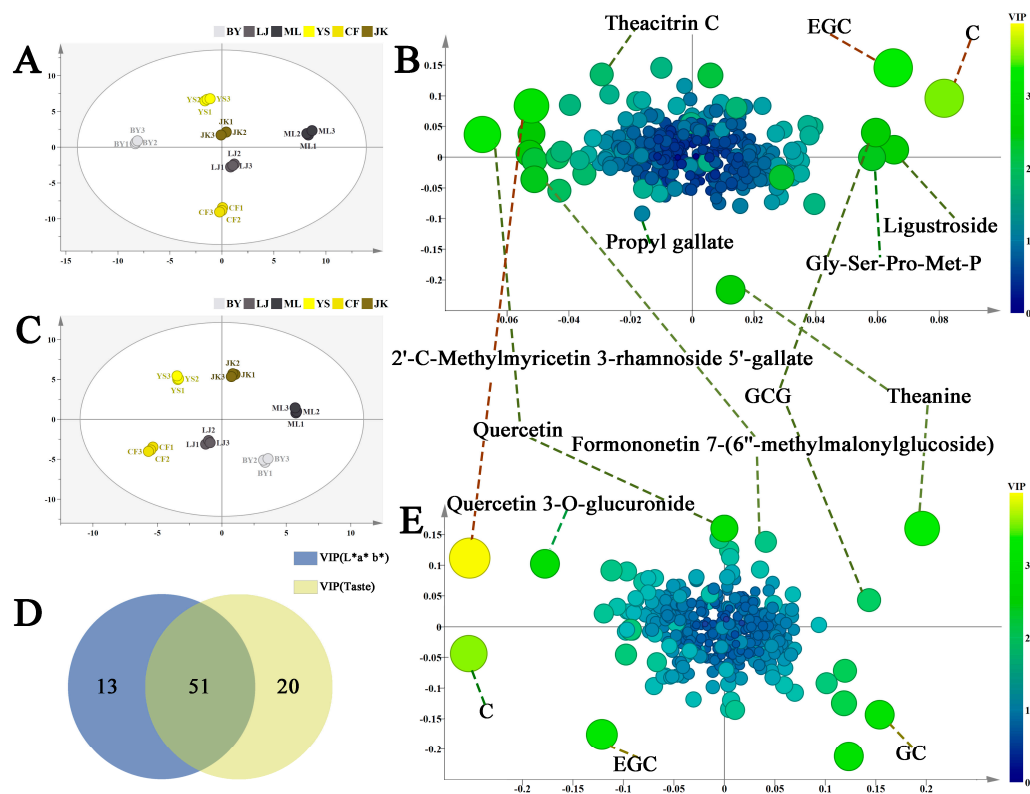 A
BY LJ ML YS CF JK
10
5
0
-5
-10
-15 -10 -5 0 5 10 15
YS2 YS3
YS1
BY3
BY1 BY2
JK1
JK3 JK2
ML2 ML3
ML1
LJ2
LJ1 LJ3
CF1
CF3
CF2
B
Theacitrin C
EGC
C
VIP
3
2
1
0
0.15
0.1
0.05
0
-0.05
-0.1
-0.15
-0.2
0.06 -0.04 -0.02 0 0.02 0.04 0.06 0.08
Propyl gallate
Ligustroside
Gly-Ser-Pro-Met-P
C
BY LJ ML YS CF JK
10
5
0
-5
-10
-10 -5 0 5 10
YS3 YS2
YS1
JK2
JK3 JK1
ML3 ML2
ML1
LJ2
LJ1 LJ3
CF1
CF3
CF2
BY2 BY3
BY1
2'-C-Methylmyricetin 3-rhamnoside 5'-gallate
GCG
Theanine
Quercetin
Formononetin 7-(6''-methylmalonylglucoside)
Quercetin 3-O-glucuronide
D
VIP(L*a* b*)
VIP(Taste)
13 51 20
E
VIP
3
2
1
0
0.15
0.1
0.05
0
-0.05
-0.1
-0.15
-0.2
-0.2 -0.15 -0.1 -0.05 0 0.05 0.1 0.15 0.2
C
EGC
GC